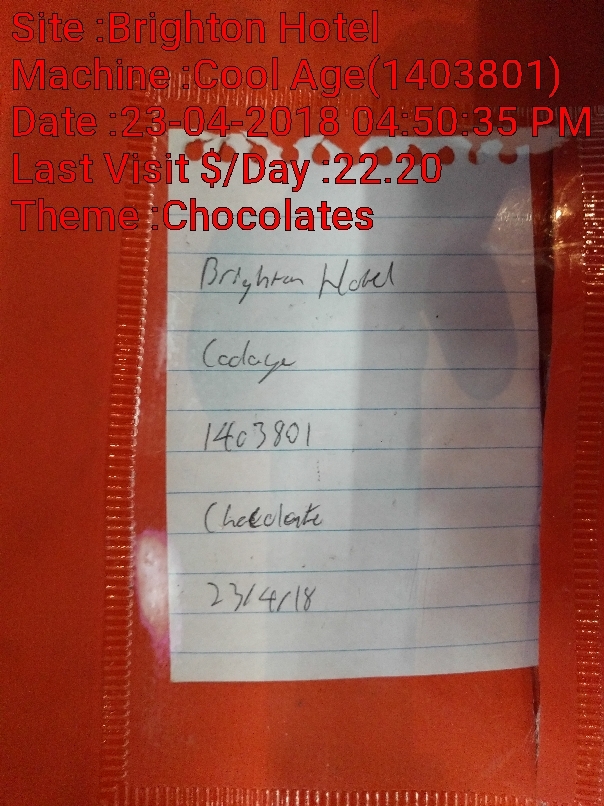 Site :Brighton Hotel
Machine :Cool Age(1403801)
Date :23-04-2018 04:50:35 PM
Last Visit $/Day :22.20
Theme :Chocolates
Brighton Hotel
Coolage
1403801
Chocolate
23/4/18